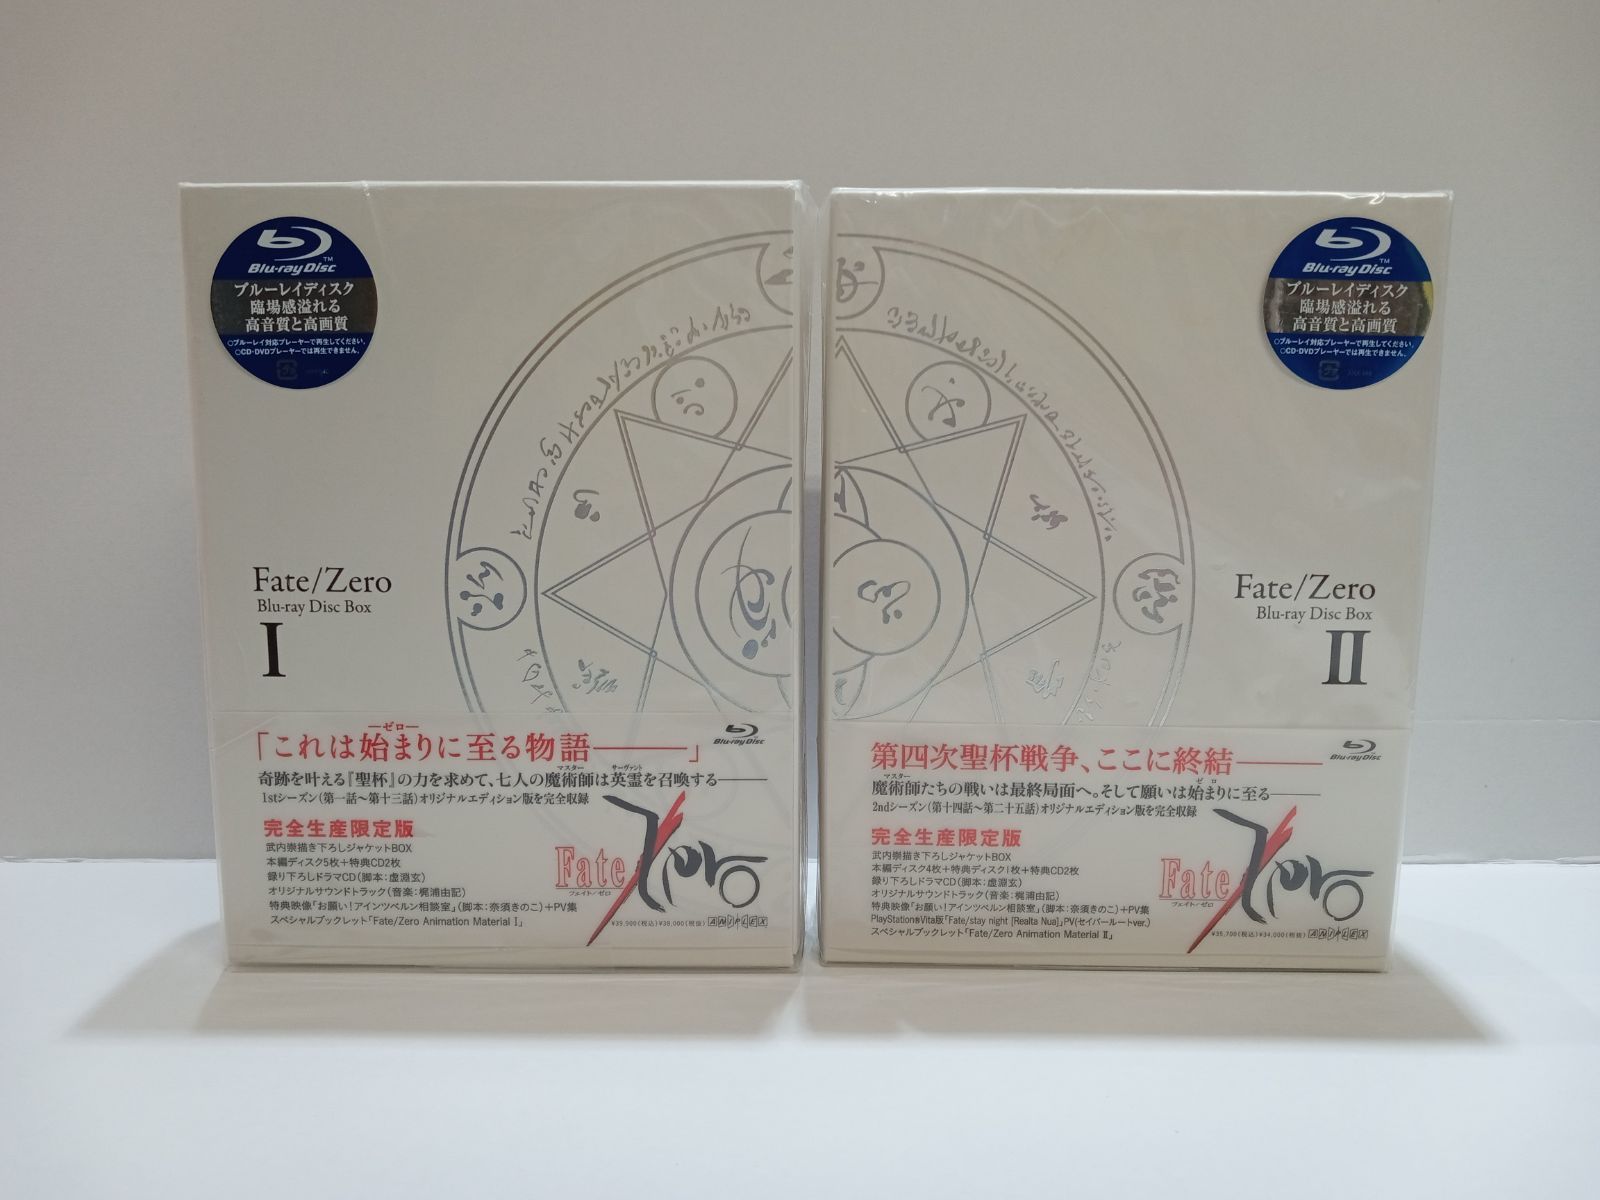 Blu-ray Disc
TM
ブルーレイディスク
臨場感溢れる
高音質と高画質
○ブルーレイ対応プレーヤーで再生してください。
○CD・DVDプレーヤーでは再生できません。
Fate/Zero
Blu-ray Disc Box
I
Blu-ray Disc
ゼロ
「これは始まりに至る物語―――」
マスター サーヴァント
奇跡を叶える『聖杯』の力を求めて、七人の魔術師は英霊を召喚する―――
1stシーズン(第一話〜第十三話)オリジナルエディション版を完全収録
完全生産限定版
武内崇描き下ろしジャケットBOX
本編ディスク5枚+特典CD2枚
録り下ろしドラマCD(脚本:虚淵玄)
オリジナルサウンドトラック(音楽:梶浦由記)
特典映像「お願い!アインツベルン相談室」(脚本:奈須きのこ)+PV集
スペシャルブックレット「Fate/Zero Animation Material I」
Fate Zero
フェイト/ゼロ
¥39,900(税込)¥38,000(税抜) ANIPLEX
Blu-ray Disc
TM
ブルーレイディスク
臨場感溢れる
高音質と高画質
○ブルーレイ対応プレーヤーで再生してください。
○CD・DVDプレーヤーでは再生できません。
Fate/Zero
Blu-ray Disc Box
II
Blu-ray Disc
第四次聖杯戦争、ここに終結―――
マスター ゼロ
魔術師たちの戦いは最終局面へ。そして願いは始まりに至る―――
2ndシーズン(第十四話〜第二十五話)オリジナルエディション版を完全収録
完全生産限定版
武内崇描き下ろしジャケットBOX
本編ディスク4枚+特典ディスク1枚+特典CD2枚
録り下ろしドラマCD(脚本:虚淵玄)
オリジナルサウンドトラック(音楽:梶浦由記)
特典映像「お願い!アインツベルン相談室」(脚本:奈須きのこ)+PV集
PlayStation®Vita版「Fate/stay night [Realta Nua]」PV(セイバールートver.)
スペシャルブックレット「Fate/Zero Animation Material II」
Fate Zero
フェイト/ゼロ
¥35,700(税込)¥34,000(税抜) ANIPLEX